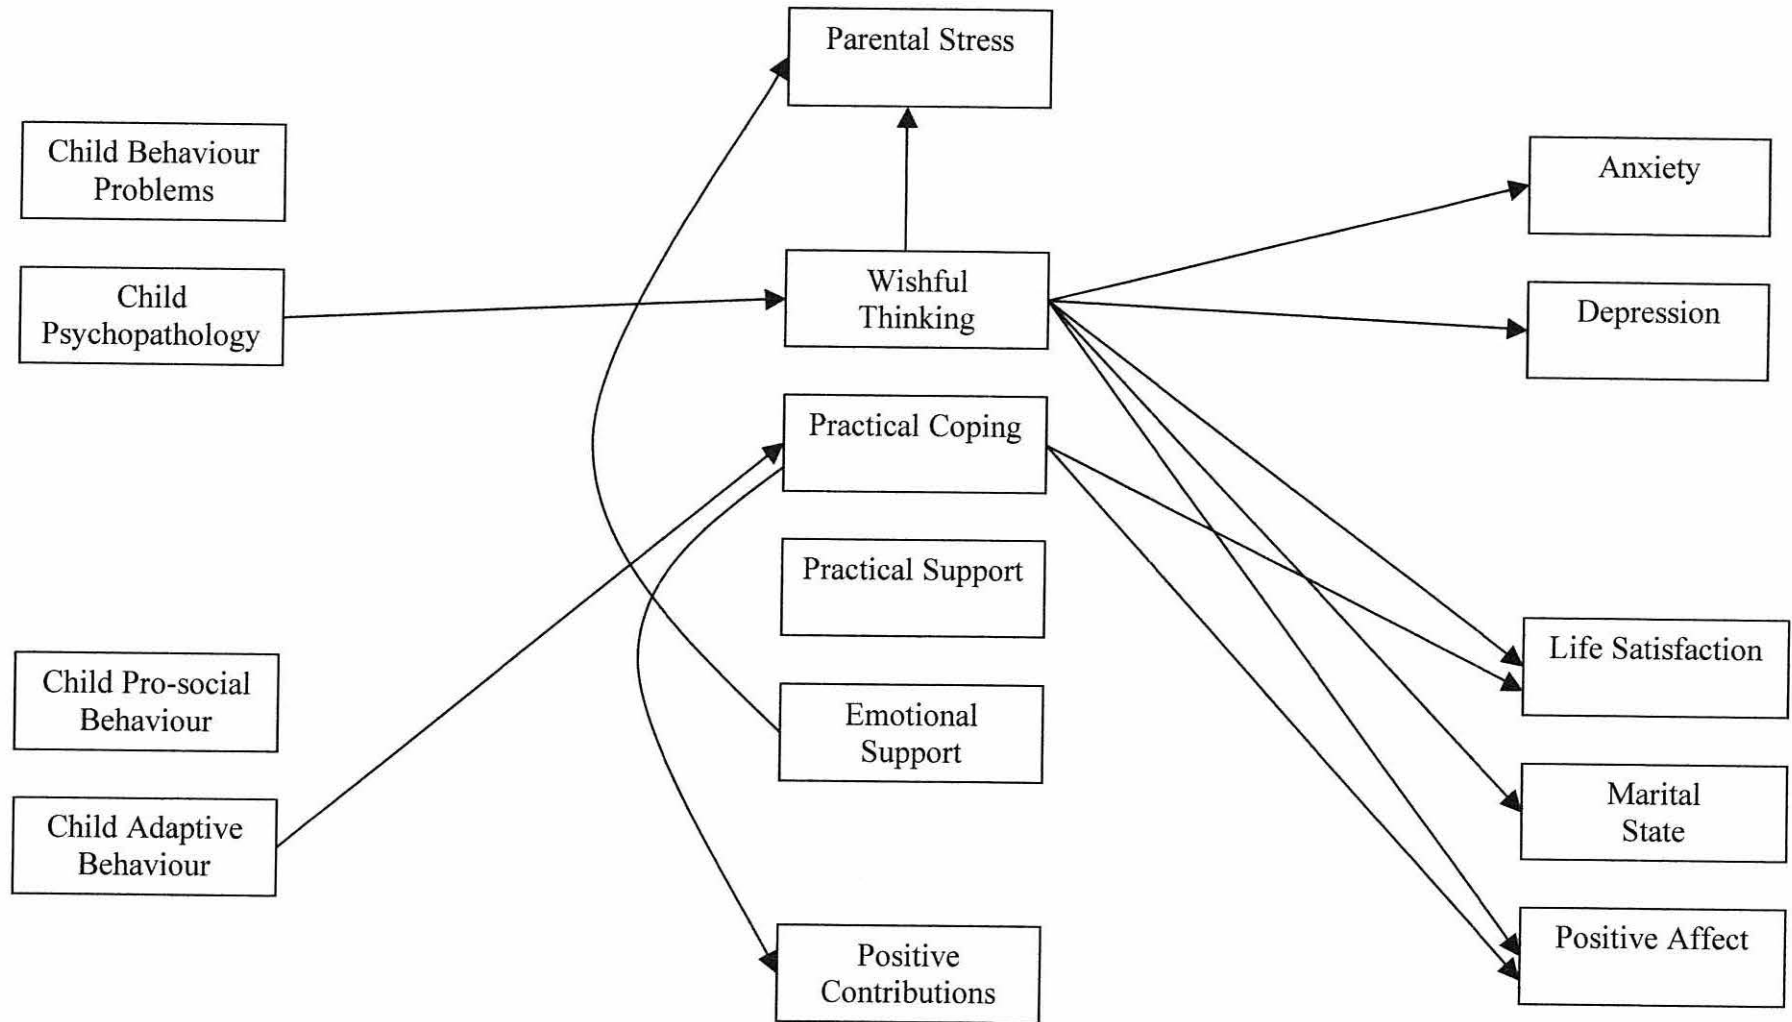 Parental Stress
Child Behaviour
Problems
Anxiety
Child
Psychopathology
Wishful
Thinking
Depression
Practical Coping
Practical Support
Child Pro-social
Behaviour
Emotional
Support
Life Satisfaction
Child Adaptive
Behaviour
Marital
State
Positive
Contributions
Positive Affect